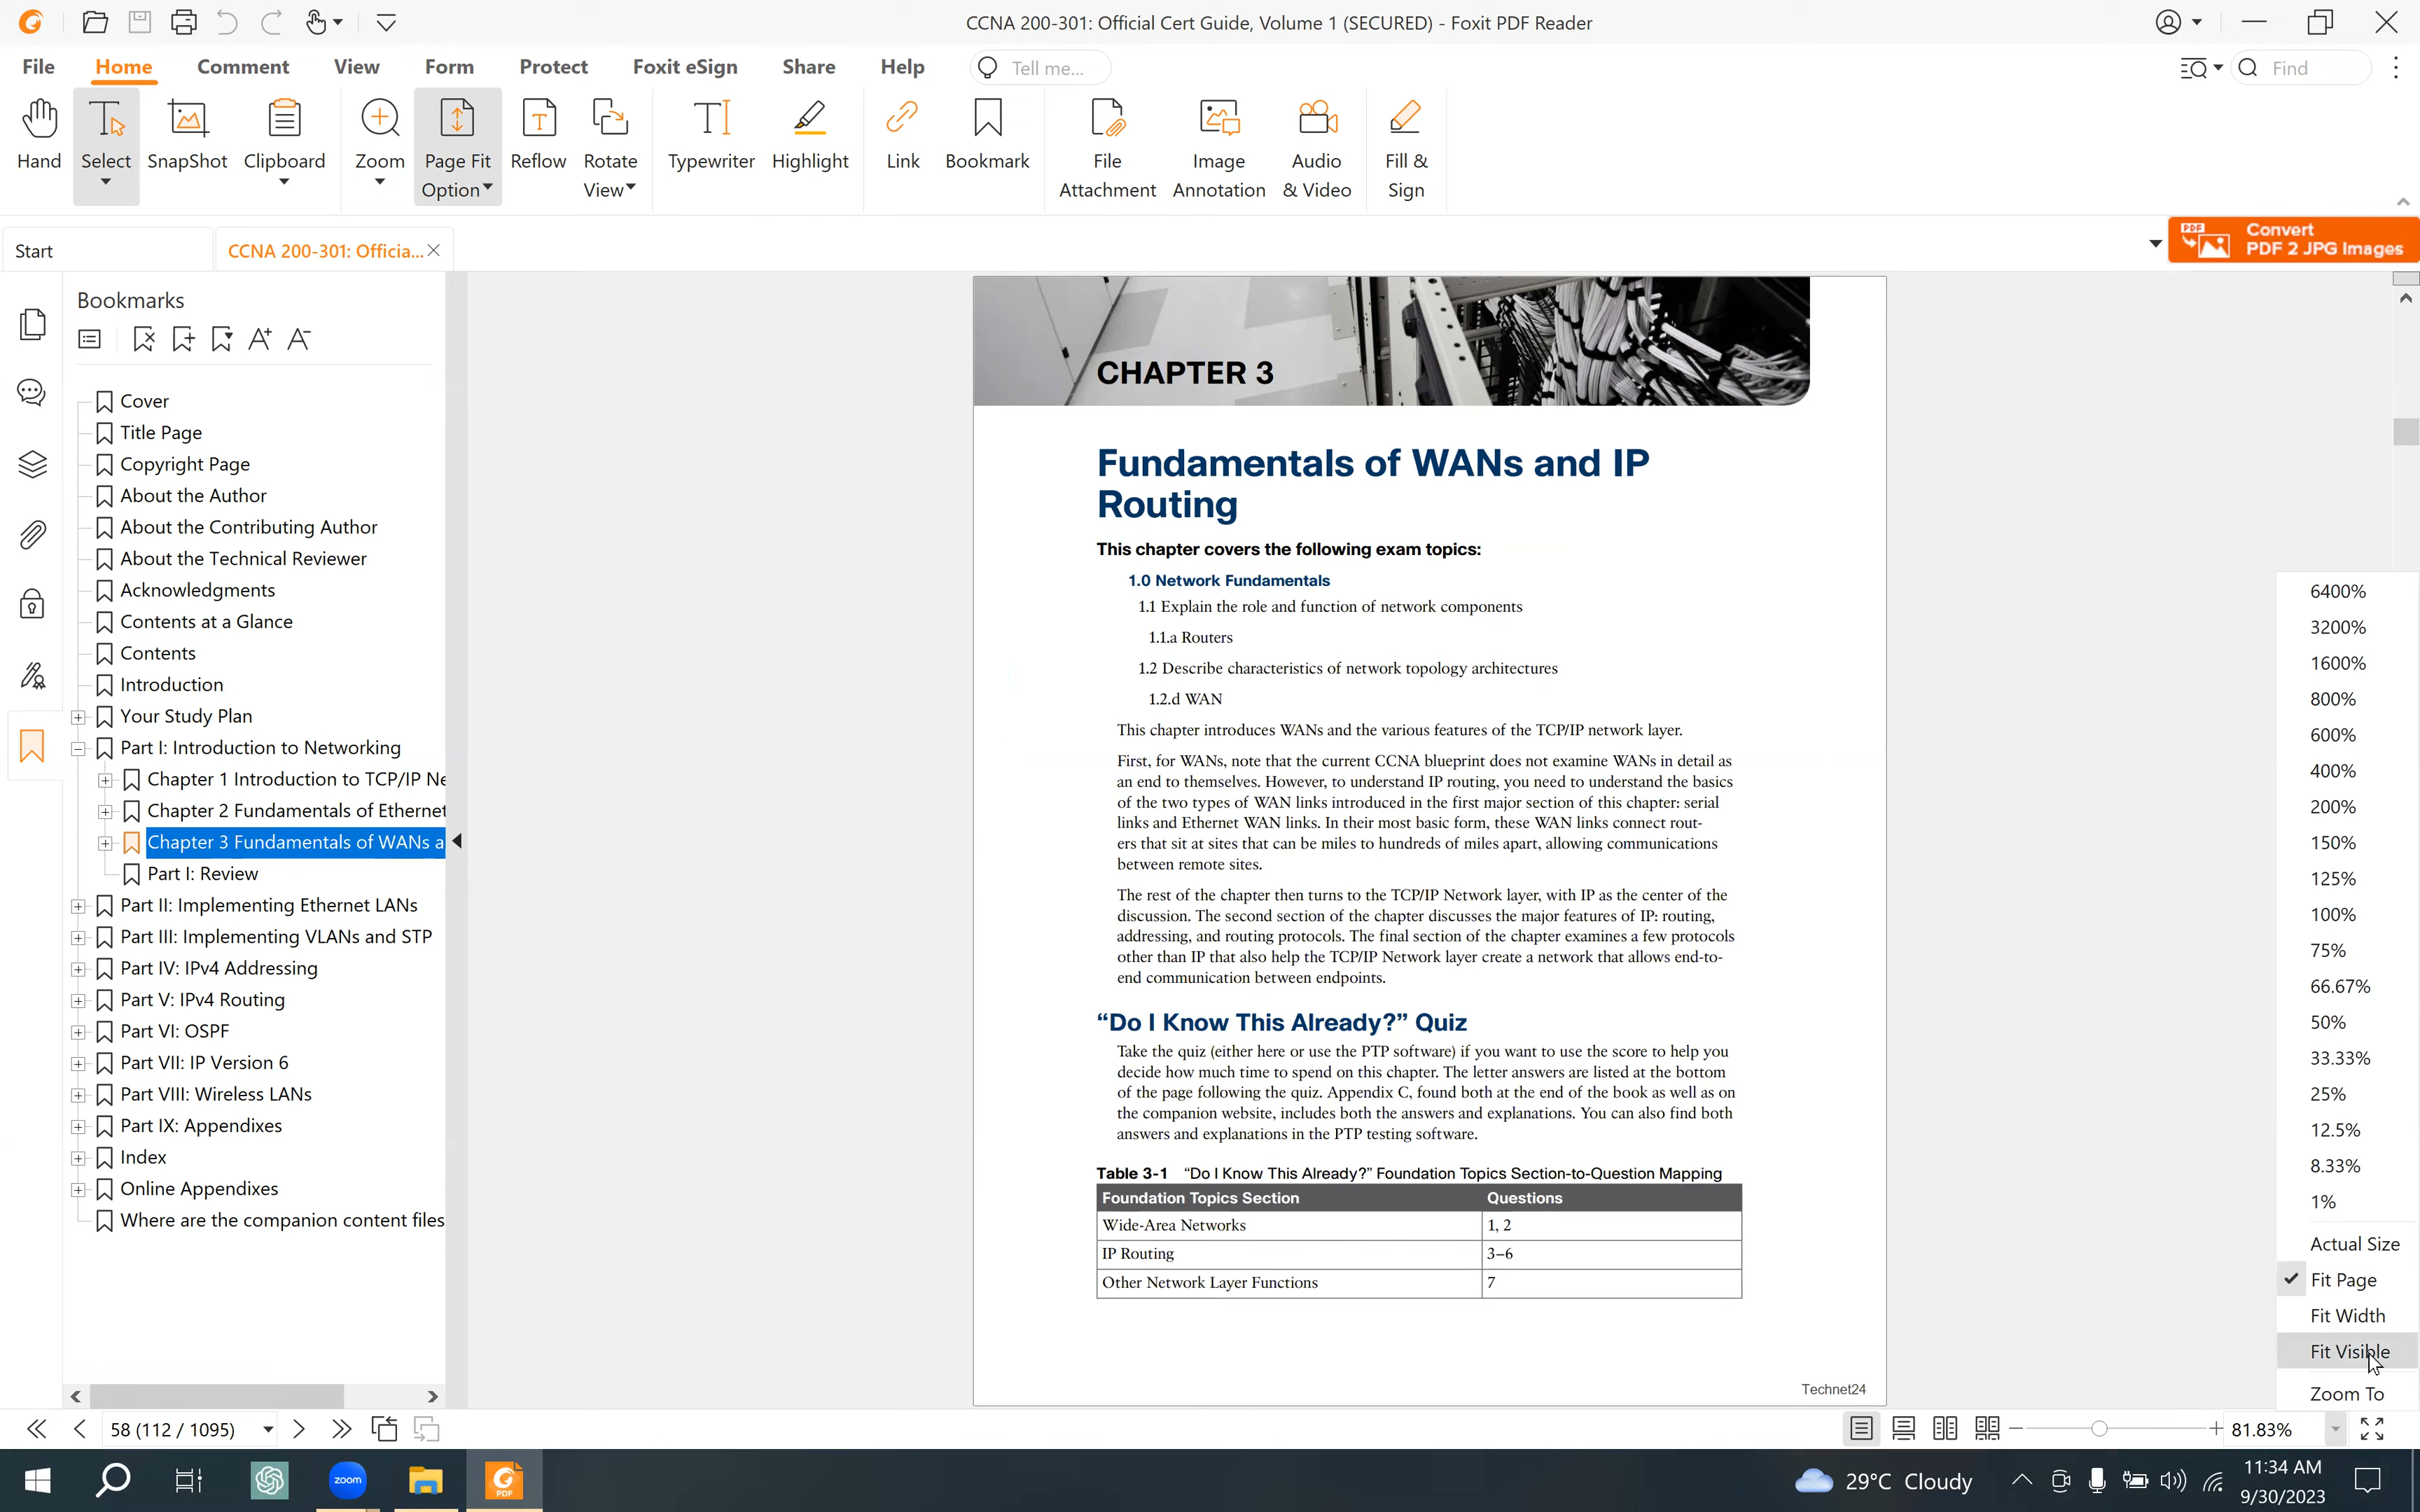 CCNA 200-301: Official Cert Guide, Volume 1 (SECURED) - Foxit PDF Reader
File Home Comment View Form Protect Foxit eSign Share Help Tell me... Find
Hand Select SnapShot Clipboard Zoom Page Fit Option Reflow Rotate View Typewriter Highlight Link Bookmark File Attachment Image Annotation Audio & Video Fill & Sign
Start CCNA 200-301: Officia... PDF Convert PDF 2 JPG Images
Bookmarks
Cover
Title Page
Copyright Page
About the Author
About the Contributing Author
About the Technical Reviewer
Acknowledgments
Contents at a Glance
Contents
Introduction
Your Study Plan
Part I: Introduction to Networking
Chapter 1 Introduction to TCP/IP Ne
Chapter 2 Fundamentals of Ethernet
Chapter 3 Fundamentals of WANs a
Part I: Review
Part II: Implementing Ethernet LANs
Part III: Implementing VLANs and STP
Part IV: IPv4 Addressing
Part V: IPv4 Routing
Part VI: OSPF
Part VII: IP Version 6
Part VIII: Wireless LANs
Part IX: Appendixes
Index
Online Appendixes
Where are the companion content files
CHAPTER 3
Fundamentals of WANs and IP
Routing
This chapter covers the following exam topics:
1.0 Network Fundamentals
1.1 Explain the role and function of network components
1.1.a Routers
1.2 Describe characteristics of network topology architectures
1.2.d WAN
This chapter introduces WANs and the various features of the TCP/IP network layer.
First, for WANs, note that the current CCNA blueprint does not examine WANs in detail as
an end to themselves. However, to understand IP routing, you need to understand the basics
of the two types of WAN links introduced in the first major section of this chapter: serial
links and Ethernet WAN links. In their most basic form, these WAN links connect rout-
ers that sit at sites that can be miles to hundreds of miles apart, allowing communications
between remote sites.
The rest of the chapter then turns to the TCP/IP Network layer, with IP as the center of the
discussion. The second section of the chapter discusses the major features of IP: routing,
addressing, and routing protocols. The final section of the chapter examines a few protocols
other than IP that also help the TCP/IP Network layer create a network that allows end-to-
end communication between endpoints.
“Do I Know This Already?” Quiz
Take the quiz (either here or use the PTP software) if you want to use the score to help you
decide how much time to spend on this chapter. The letter answers are listed at the bottom
of the page following the quiz. Appendix C, found both at the end of the book as well as on
the companion website, includes both the answers and explanations. You can also find both
answers and explanations in the PTP testing software.
Table 3-1 “Do I Know This Already?” Foundation Topics Section-to-Question Mapping
Foundation Topics Section Questions
Wide-Area Networks 1, 2
IP Routing 3–6
Other Network Layer Functions 7
Technet24
6400%
3200%
1600%
800%
600%
400%
200%
150%
125%
100%
75%
66.67%
50%
33.33%
25%
12.5%
8.33%
1%
Actual Size
Fit Page
Fit Width
Fit Visible
Zoom To
58 (112 / 1095) 81.83%
zoom PDF 29°C Cloudy 11:34 AM
9/30/2023